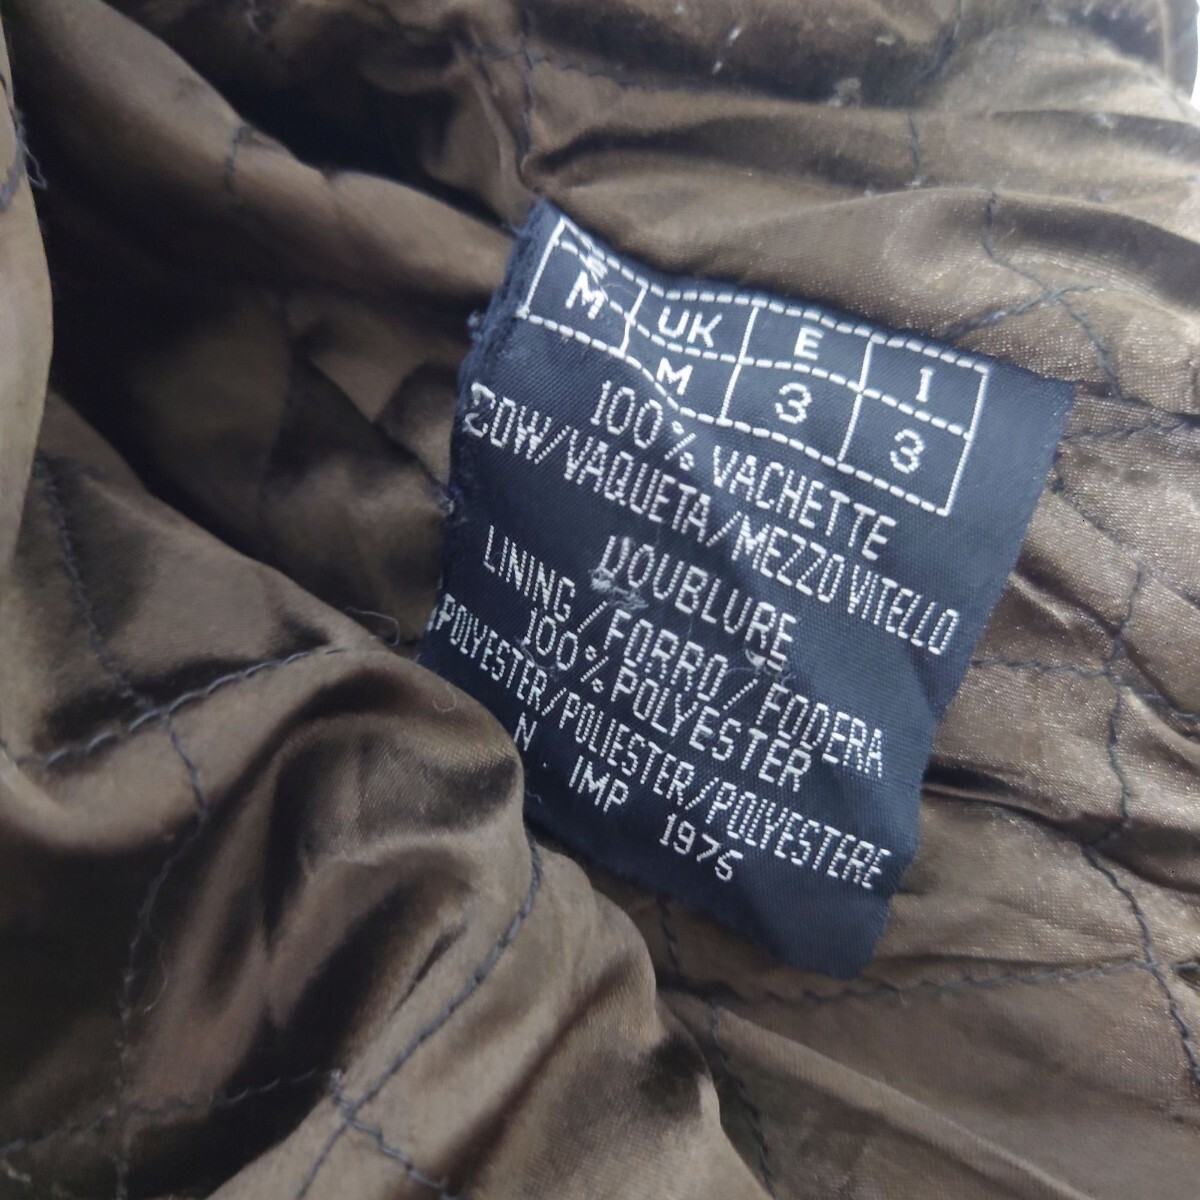 UK E I
M M 3 3
100% VACHETTE
COW/VAQUETA/MEZZO VITELLO
DOUBLURE
LINING/FORRO/FODERA
100% POLYESTER
POLYESTER/POLIESTER/POLYESTERE
N. IMP 1975